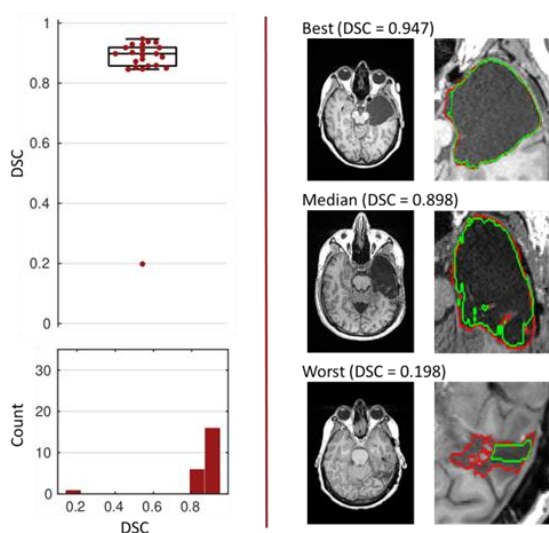 1
0.8
0.6
DSC
0.4
0.2
0
30
20
Count
10
0
0.2 0.4 0.6 0.8
DSC
Best (DSC = 0.947)
Median (DSC = 0.898)
Worst (DSC = 0.198)